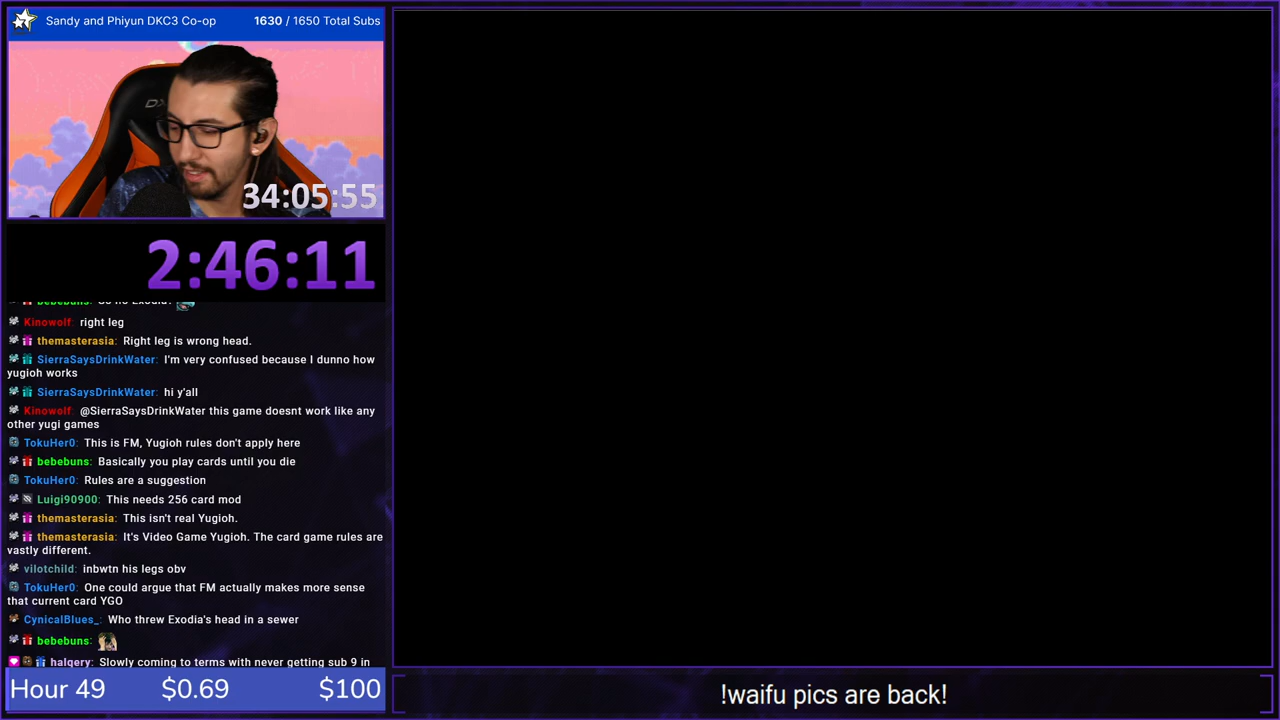 Sandy and Phiyun DKC3 Co-op
1630 / 1650 Total Subs
34:05:55
2:46:11
Kinowolf: right leg
themasterasia: Right leg is wrong head.
SierraSaysDrinkWater: I'm very confused because I dunno how
yugioh works
SierraSaysDrinkWater: hi y'all
Kinowolf: @SierraSaysDrinkWater this game doesnt work like any
other yugi games
TokuHer0: This is FM, Yugioh rules don't apply here
bebebuns: Basically you play cards until you die
TokuHer0: Rules are a suggestion
Luigi90900: This needs 256 card mod
themasterasia: This isn't real Yugioh.
themasterasia: It's Video Game Yugioh. The card game rules are
vastly different.
vilotchild: inbwtn his legs obv
TokuHer0: One could argue that FM actually makes more sense
that current card YGO
CynicalBlues_: Who threw Exodia's head in a sewer
bebebuns:
halqery: Slowly coming to terms with never getting sub 9 in
Hour 49 $0.69 $100
!waifu pics are back!